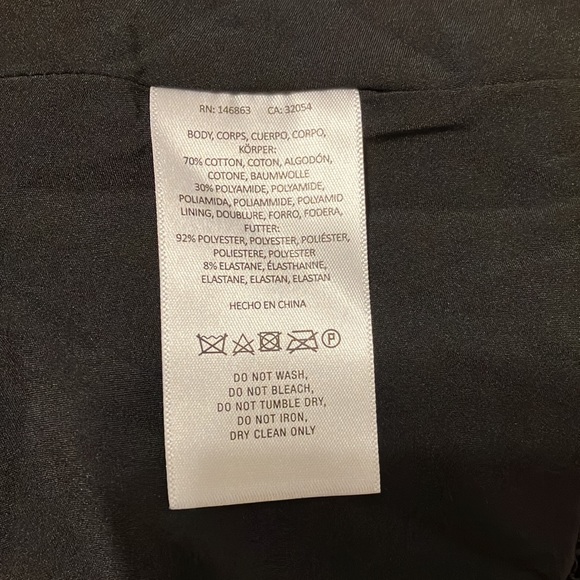 RN: 146863 CA: 32054
BODY, CORPS, CUERPO, CORPO,
KÖRPER:
70% COTTON, COTON, ALGODÓN,
COTONE, BAUMWOLLE
30% POLYAMIDE, POLYAMIDE,
POLIAMIDA, POLIAMMIDE, POLYAMID
LINING, DOUBLURE, FORRO, FODERA,
FUTTER:
92% POLYESTER, POLYESTER, POLIÉSTER,
POLIESTERE, POLYESTER
8% ELASTANE, ÉLASTHANNE,
ELASTANE, ELASTAN, ELASTAN
HECHO EN CHINA
P
DO NOT WASH,
DO NOT BLEACH,
DO NOT TUMBLE DRY,
DO NOT IRON,
DRY CLEAN ONLY